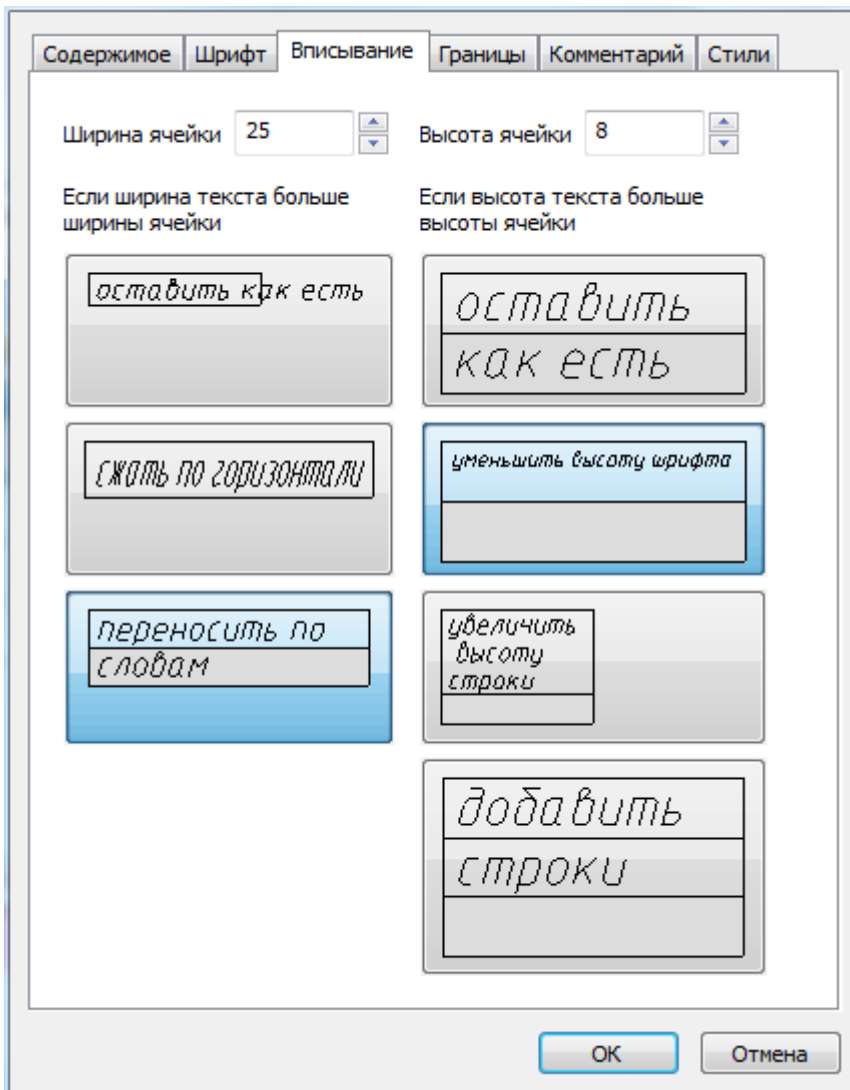 Содержимое Шрифт Вписывание Границы Комментарий Стили
Ширина ячейки 25 Высота ячейки 8
Если ширина текста больше
ширины ячейки
Если высота текста больше
высоты ячейки
оставить как есть
оставить
как есть
сжать по горизонтали
уменьшить высоту шрифта
переносить по
словам
увеличить
высоту
строки
добавить
строки
ОК Отмена